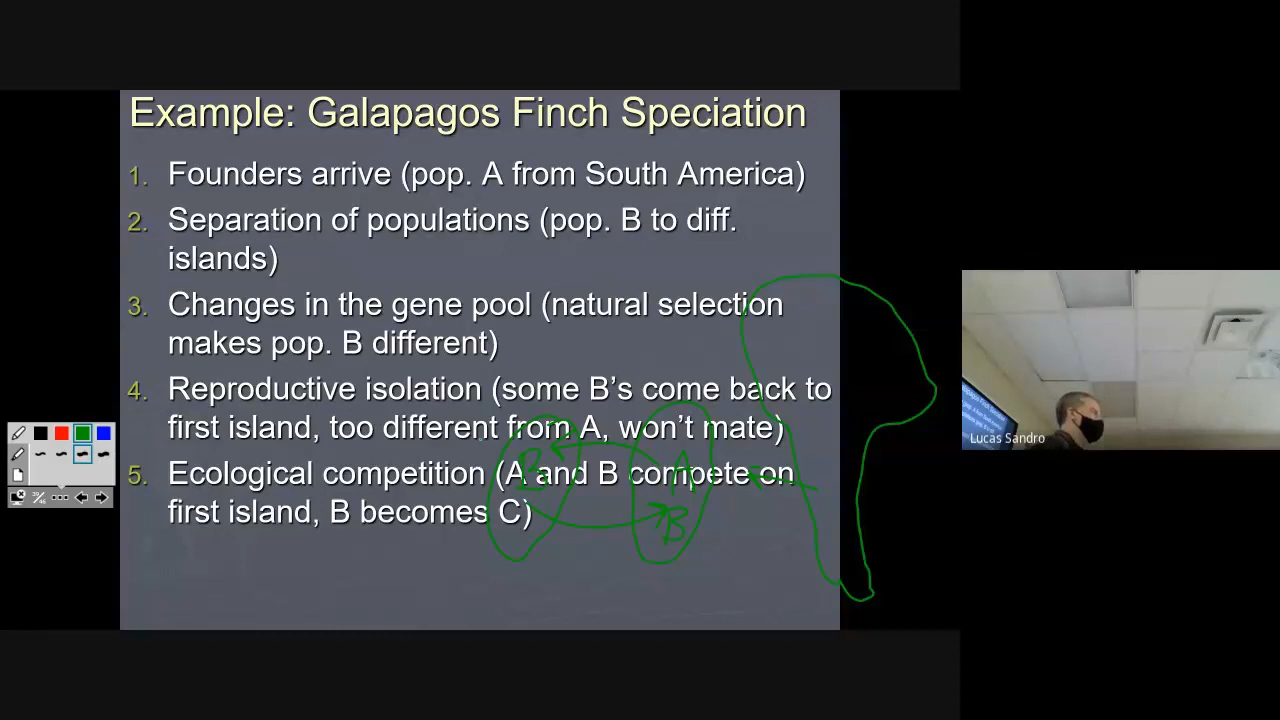 Example: Galapagos Finch Speciation
1. Founders arrive (pop. A from South America)
2. Separation of populations (pop. B to diff.
islands)
3. Changes in the gene pool (natural selection
makes pop. B different)
4. Reproductive isolation (some B's come back to
first island, too different from A, won't mate)
5. Ecological competition (A and B compete on
first island, B becomes C)
B
A
B
Lucas Sandro